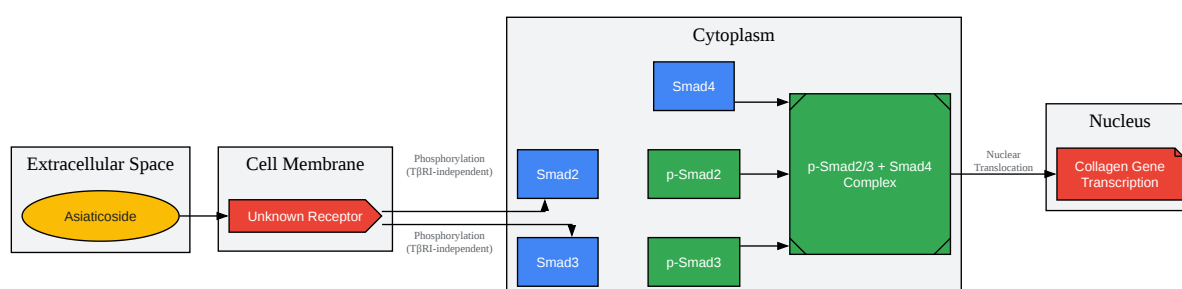 Cytoplasm
Smad4
Nucleus
Extracellular Space
Cell Membrane
Phosphorylation
(TβRI-independent)
Smad2
p-Smad2
p-Smad2/3 + Smad4
Complex
Nuclear
Translocation
Collagen Gene
Transcription
Asiaticoside
Unknown Receptor
Phosphorylation
(TβRI-independent)
Smad3
p-Smad3